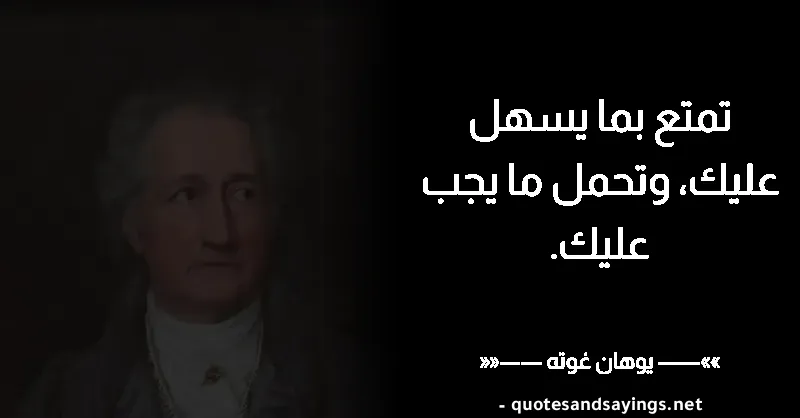 تمتع بما يسهل
عليك، وتحمل ما يجب
عليك.
»»—— يوهان غوته ——««
- quotesandsayings.net